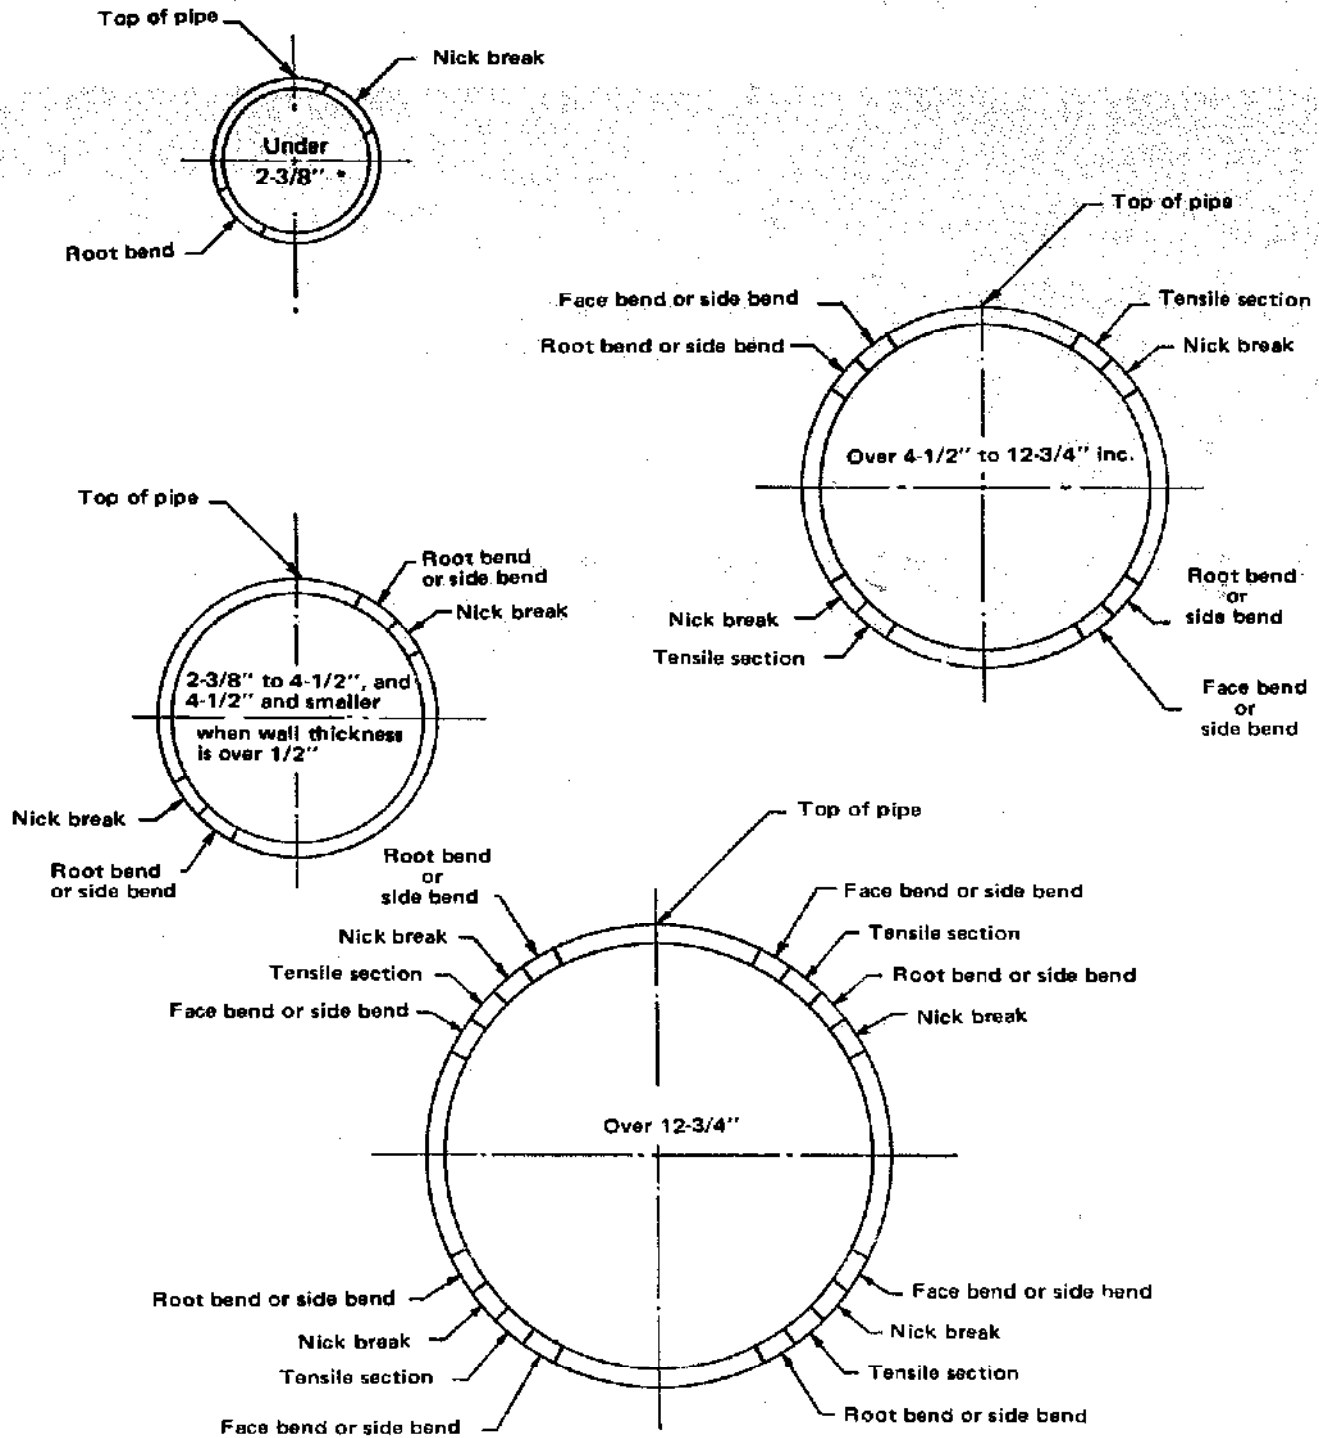 Top of pipe
Nick break
Under
2-3/8" *
Root bend
Top of pipe
Face bend or side bend
Tensile section
Root bend or side bend
Nick break
Over 4-1/2" to 12-3/4" inc.
Nick break
Tensile section
Root bend
or
side bend
Face bend
or
side bend
Top of pipe
Root bend
or side bend
Nick break
2-3/8" to 4-1/2", and
4-1/2" and smaller
when wall thickness
is over 1/2"
Nick break
Root bend
or side bend
Top of pipe
Root bend
or
side bend
Nick break
Tensile section
Face bend or side bend
Face bend or side bend
Tensile section
Root bend or side bend
Nick break
Over 12-3/4"
Root bend or side bend
Nick break
Tensile section
Face bend or side bend
Face bend or side bend
Nick break
Tensile section
Root bend or side bend